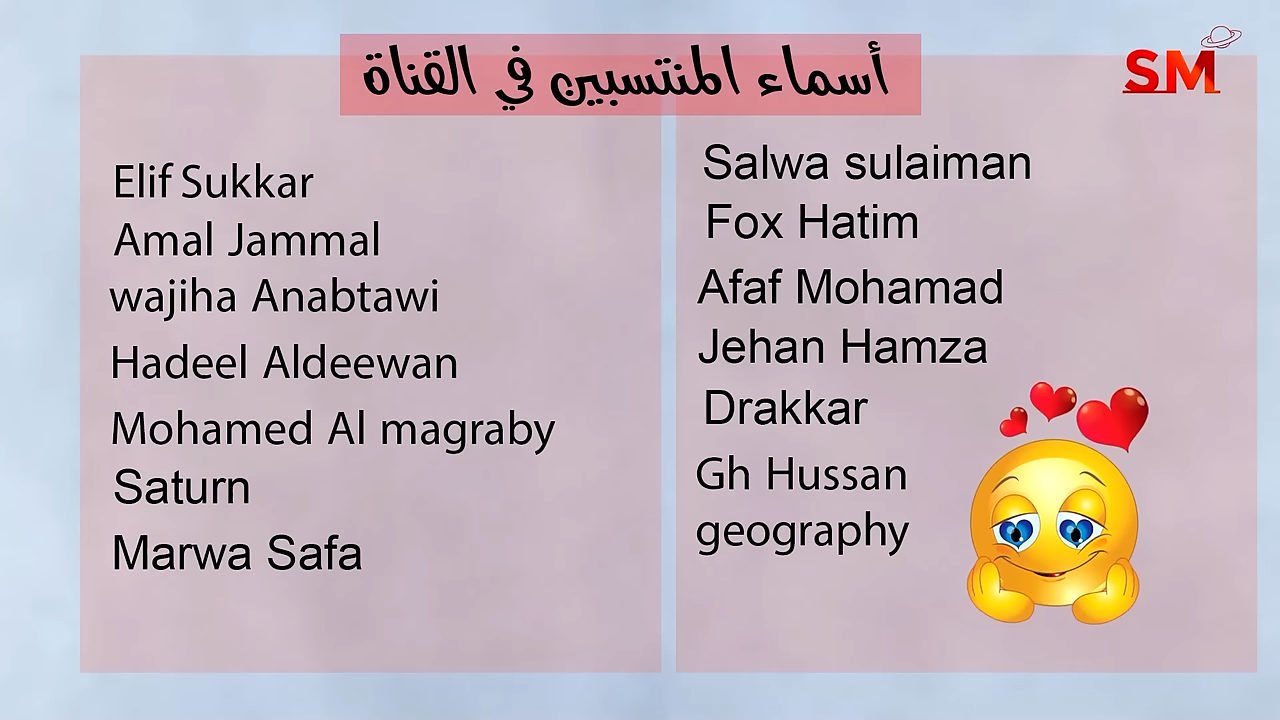 أسماء المنتسبين في القناة
SM
Elif Sukkar
Amal Jammal
wajiha Anabtawi
Hadeel Aldeewan
Mohamed Al magraby
Saturn
Marwa Safa
Salwa sulaiman
Fox Hatim
Afaf Mohamad
Jehan Hamza
Drakkar
Gh Hussan
geography